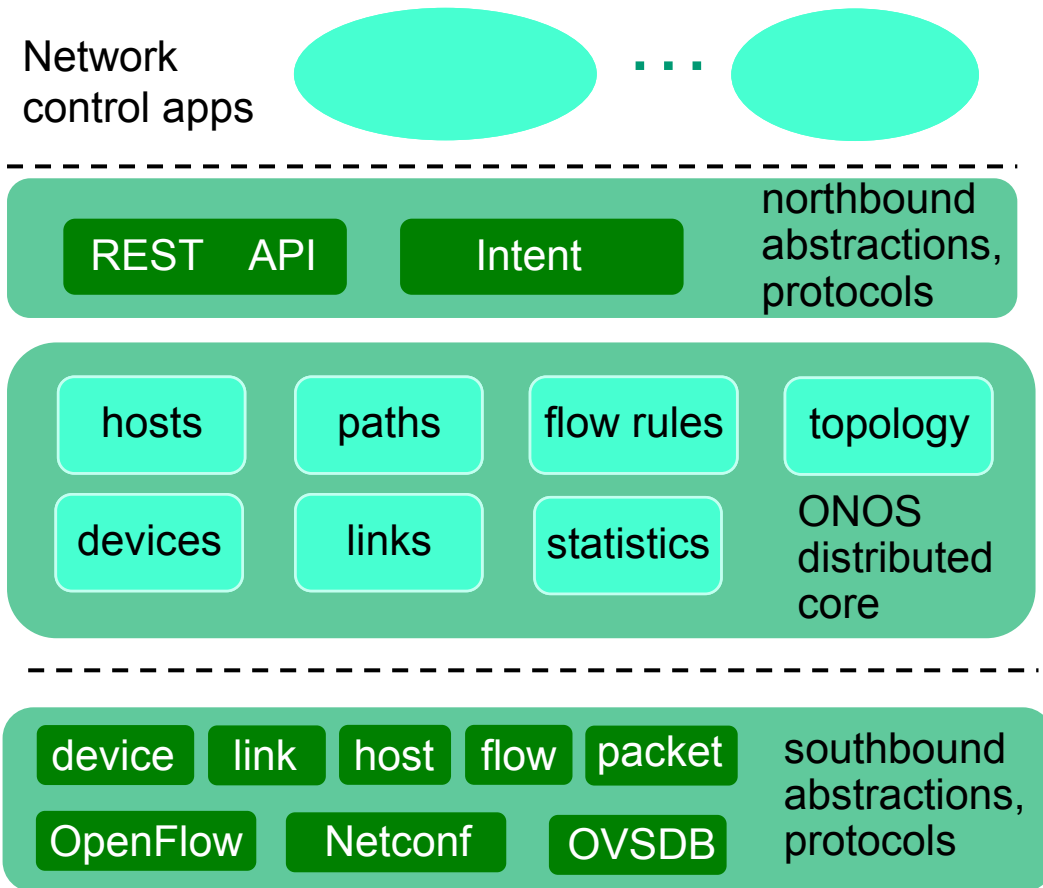 Network
control apps
. . .
northbound
abstractions,
protocols
REST API
Intent
hosts
paths
flow rules
topology
devices
links
statistics
ONOS
distributed
core
device
link
host
flow
packet
southbound
abstractions,
protocols
OpenFlow
Netconf
OVSDB